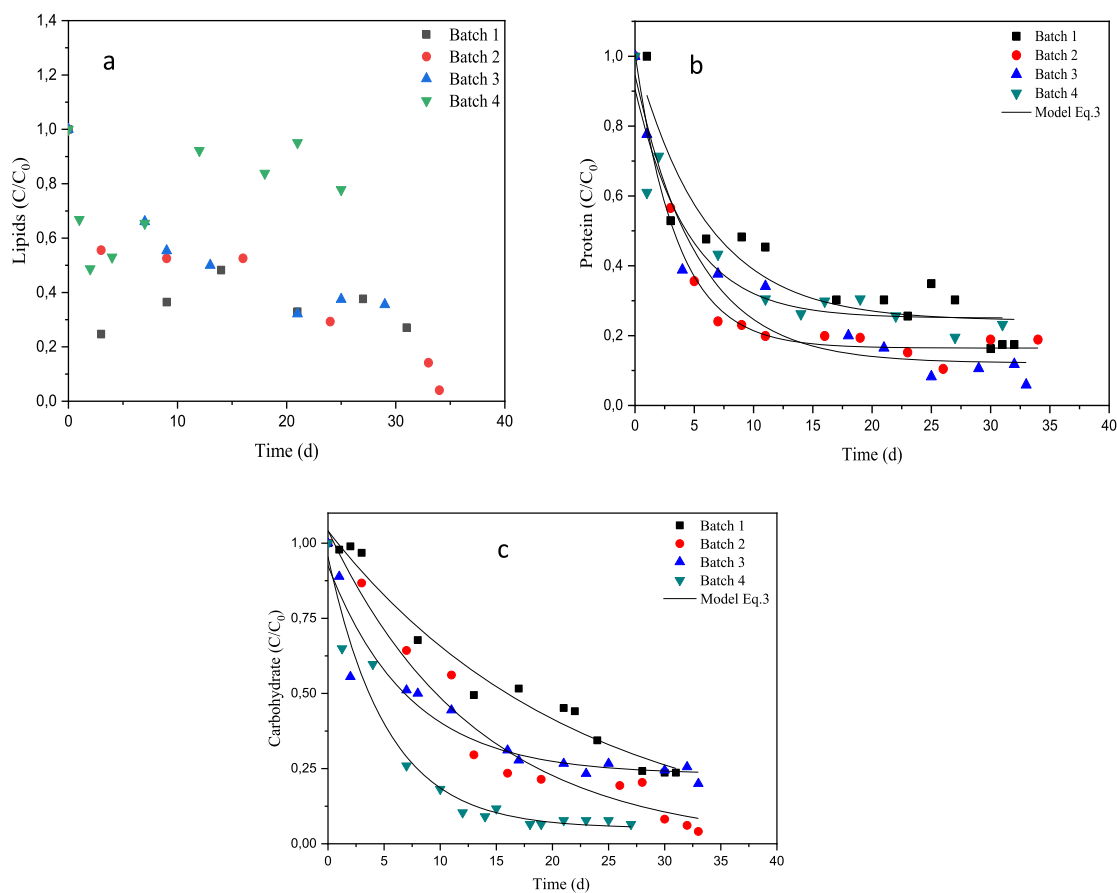 a
Batch 1
Batch 2
Batch 3
Batch 4
Lipids (C/C0)
1,4
1,2
1,0
0,8
0,6
0,4
0,2
0,0
0 10 20 30 40
Time (d)
b
Batch 1
Batch 2
Batch 3
Batch 4
Model Eq.3
Protein (C/C0)
1.0
0.8
0.6
0.4
0.2
0.0
0 5 10 15 20 25 30 35 40
Time (d)
c
Batch 1
Batch 2
Batch 3
Batch 4
Model Eq.3
Carbohydrate (C/C0)
1,00
0,75
0,50
0,25
0,00
0 5 10 15 20 25 30 35 40
Time (d)